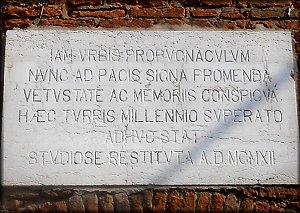 IAM VRBIS PROPVGNACVLVM
NVNC AD PACIS SIGNA PROMENDA
VETVSTATE AC MEMORIIS CONSPICVA
HÆC TVRRIS MILLENNIO SVPERATO
ADHVC STAT
STVDIOSE RESTITVTA A.D. MCMXII